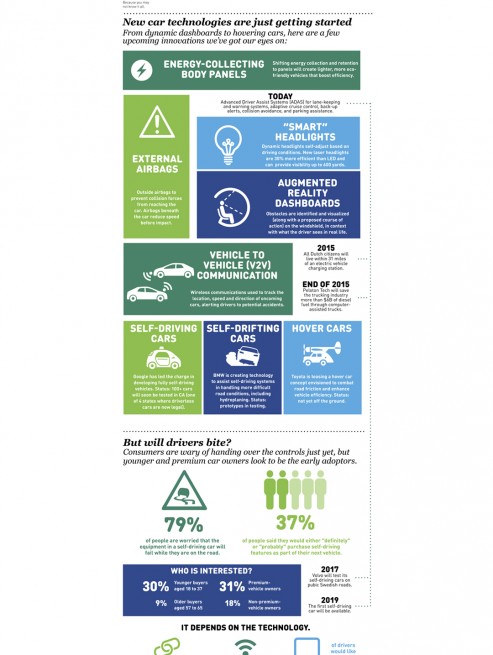 Because you may
continue it all.
New car technologies are just getting started
From dynamic dashboards to hovering cars, here are a few
upcoming innovations we've got our eyes on:
ENERGY-COLLECTING
BODY PANELS
Shifting energy collection and retention
to panels will create lighter, more eco-
friendly vehicles that boost efficiency.
TODAY
Advanced Driver Assist Systems (ADAS) for lane-keeping
and warning systems, adaptive cruise control, back-up
alerts, collision avoidance, and parking assistance.
EXTERNAL
AIRBAGS
Outside airbags to
prevent collision forces
from reaching the
car. Airbags beneath
the car reduce speed
before impact.
"SMART"
HEADLIGHTS
Dynamic headlights self-adjust based on
driving conditions. New laser headlights
are 30% more efficient than LED and
can provide visibility up to 600 yards.
AUGMENTED
REALITY
DASHBOARDS
Obstacles are identified and visualized
(along with a proposed course of
action) on the windshield, in context
with what the driver sees in real life.
VEHICLE TO
VEHICLE (V2V)
COMMUNICATION
Wireless communications used to track the
location, speed and direction of oncoming
cars, alerting drivers to potential accidents.
2015
All Dutch citizens will
live within 31 miles
of an electric vehicle
charging station.
END OF 2015
Peloton Tech will save
the trucking industry
more than $6B of diesel
fuel through computer-
assisted trucks.
SELF-DRIVING
CARS
Google has led the charge in
developing fully self-driving
vehicles. Status: 100+ cars
will soon be tested in CA (one
of 4 states where driverless
cars are now legal).
SELF-DRIFTING
CARS
BMW is creating technology
to assist self-driving systems
in handling more difficult
road conditions, including
hydroplaning. Status:
prototypes in testing.
HOVER CARS
Toyota is teasing a hover car
concept envisioned to combat
road friction and enhance
vehicle efficiency. Status:
not yet off the ground.
But will drivers bite?
Consumers are wary of handing over the controls just yet, but
younger and premium car owners look to be the early adoptors.
79%
of people are worried that the
equipment in a self-driving car will
fail while they are on the road.
37%
of people said they would either "definitely"
or "probably" purchase self-driving
features as part of their next vehicle.
WHO IS INTERESTED?
30% Younger buyers
aged 18 to 37
31% Premium-
vehicle owners
9% Older buyers
aged 57 to 65
18% Non-premium-
vehicle owners
2017
Volvo will test its
self-driving cars on
public Swedish roads.
2019
The first self-driving
car will be available.
IT DEPENDS ON THE TECHNOLOGY.
of drivers
would like